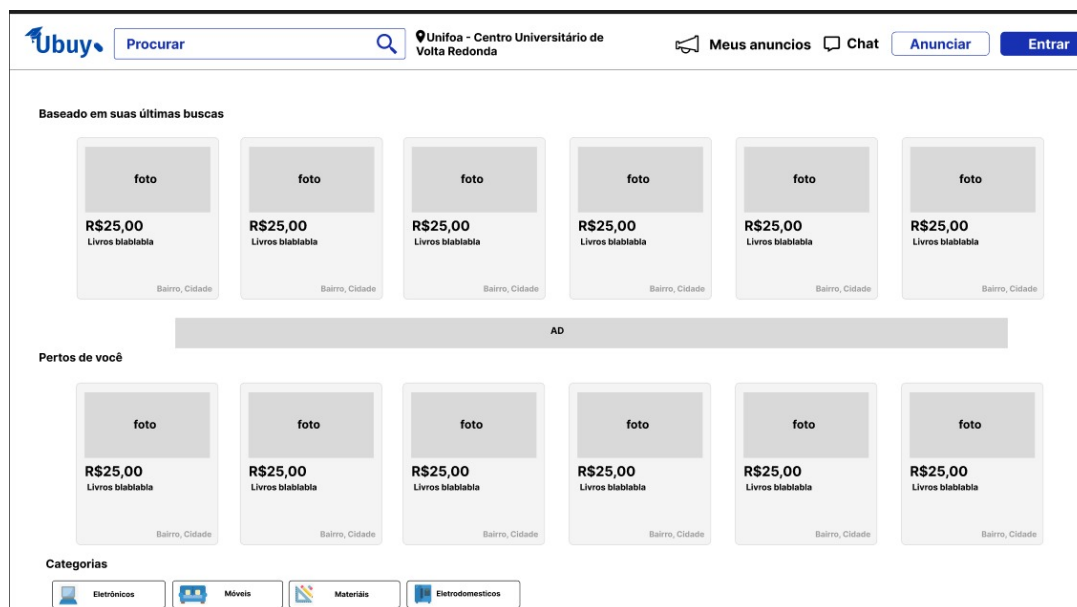 Ubuy
Procurar
Unifoa - Centro Universitário de
Volta Redonda
Meus anuncios
Chat
Anunciar
Entrar
Baseado em suas últimas buscas
foto
R$25,00
Livros blablabla
Bairro, Cidade
foto
R$25,00
Livros blablabla
Bairro, Cidade
foto
R$25,00
Livros blablabla
Bairro, Cidade
foto
R$25,00
Livros blablabla
Bairro, Cidade
foto
R$25,00
Livros blablabla
Bairro, Cidade
foto
R$25,00
Livros blablabla
Bairro, Cidade
AD
Pertos de você
foto
R$25,00
Livros blablabla
Bairro, Cidade
foto
R$25,00
Livros blablabla
Bairro, Cidade
foto
R$25,00
Livros blablabla
Bairro, Cidade
foto
R$25,00
Livros blablabla
Bairro, Cidade
foto
R$25,00
Livros blablabla
Bairro, Cidade
foto
R$25,00
Livros blablabla
Bairro, Cidade
Categorias
Eletrônicos
Móveis
Materiáis
Eletrodomesticos